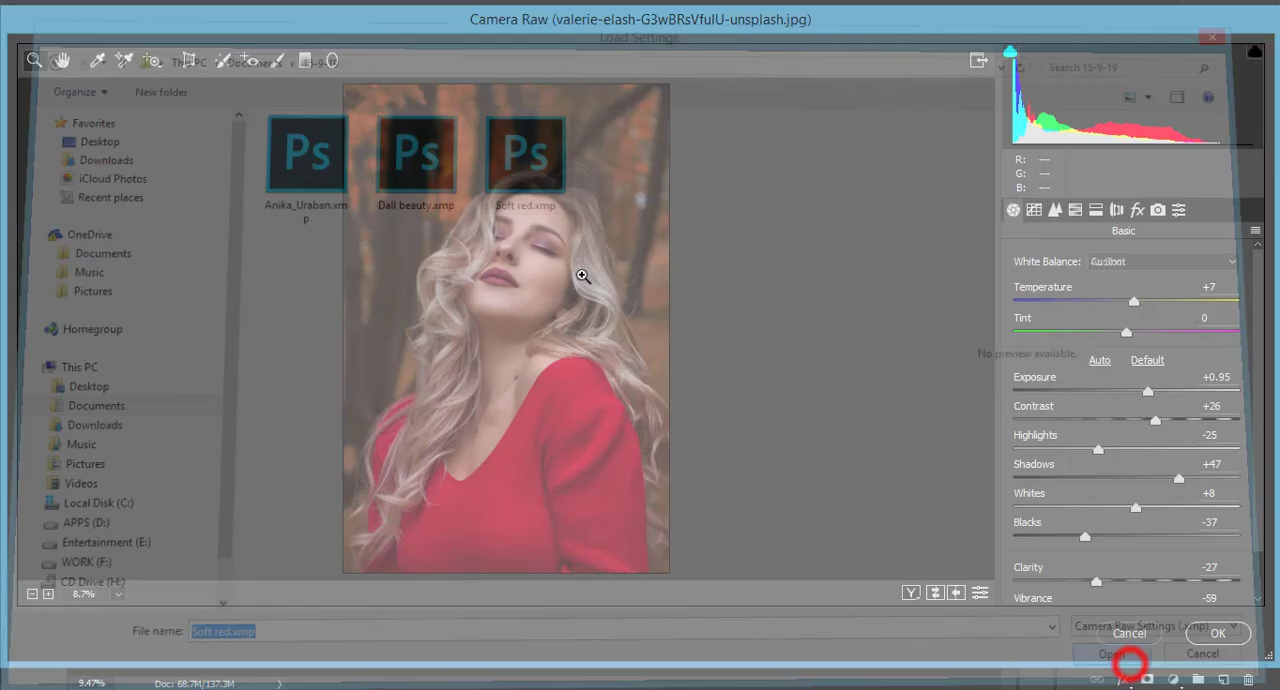 Camera Raw (valerie-elash-G3wBRsVfulU-unsplash.jpg)
Load Settings
This PC Documents 15-9-19
Search 15-9-19
Organize New folder
Favorites
Desktop
Downloads
iCloud Photos
Recent places
OneDrive
Documents
Music
Pictures
Homegroup
This PC
Desktop
Documents
Downloads
Music
Pictures
Videos
Local Disk (C:)
APPS (D:)
Entertainment (E:)
WORK (F:)
CD Drive (H:)
Ps Ps Ps
Anika_Uraban.xm
p
Dall beauty.xmp
Soft red.xmp
R: ---
G: ---
B: ---
Basic
White Balance:
Temperature +7
Tint 0
No preview available.
Auto Default
Exposure +0.95
Contrast +26
Highlights -25
Shadows +47
Whites +8
Blacks -37
Clarity -27
Vibrance -59
8.7%
Y
File name: Soft red.xmp
Camera Raw Settings (.xmp)
Cancel OK
Open Cancel
9.47% Doc: 68.7M/137.3M
fx